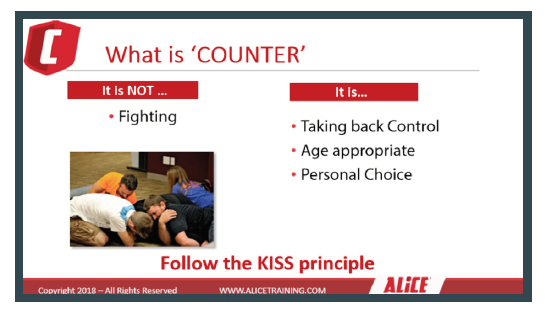 C
What is ‘COUNTER’
It is NOT ...
• Fighting
It is...
• Taking back Control
• Age appropriate
• Personal Choice
Follow the KISS principle
Copyright 2018 – All Rights Reserved
WWW.ALICETRAINING.COM
ALiCE